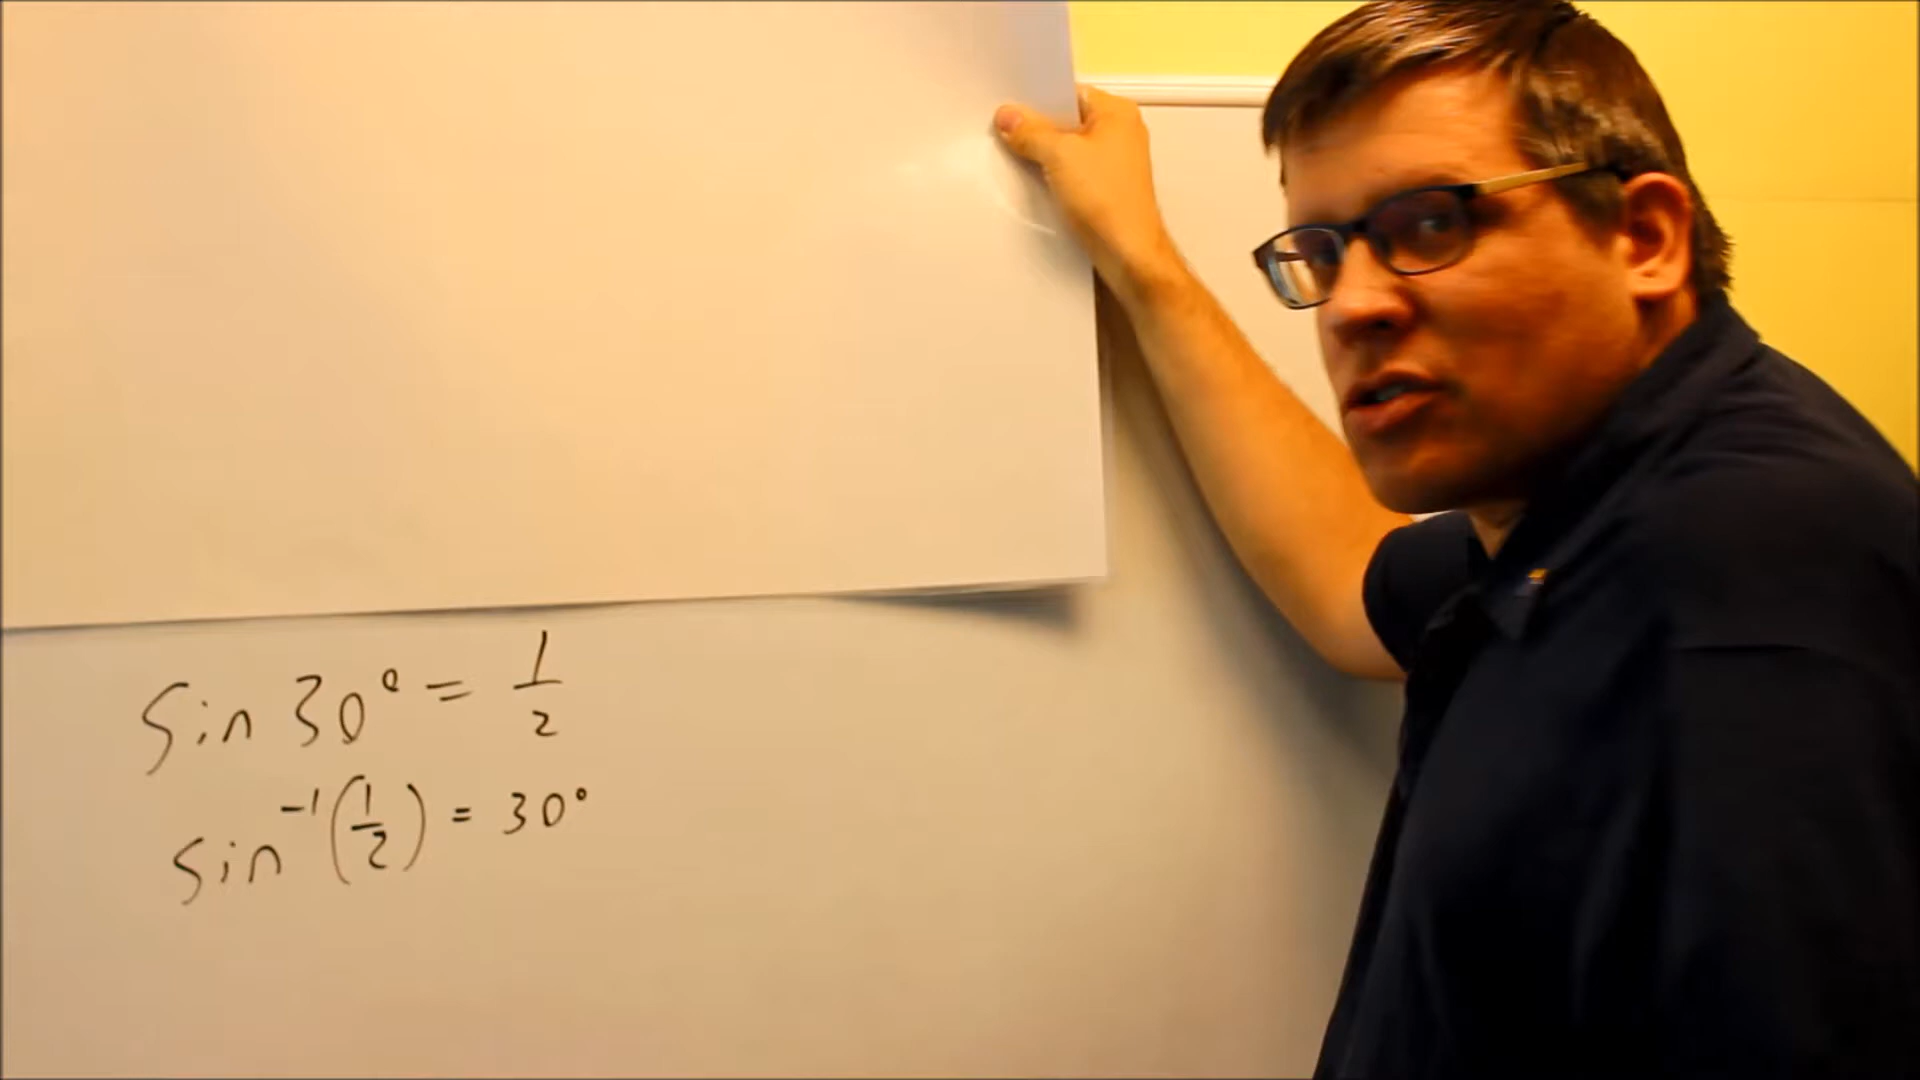 sin 30° = 1/2
sin⁻¹(1/2) = 30°